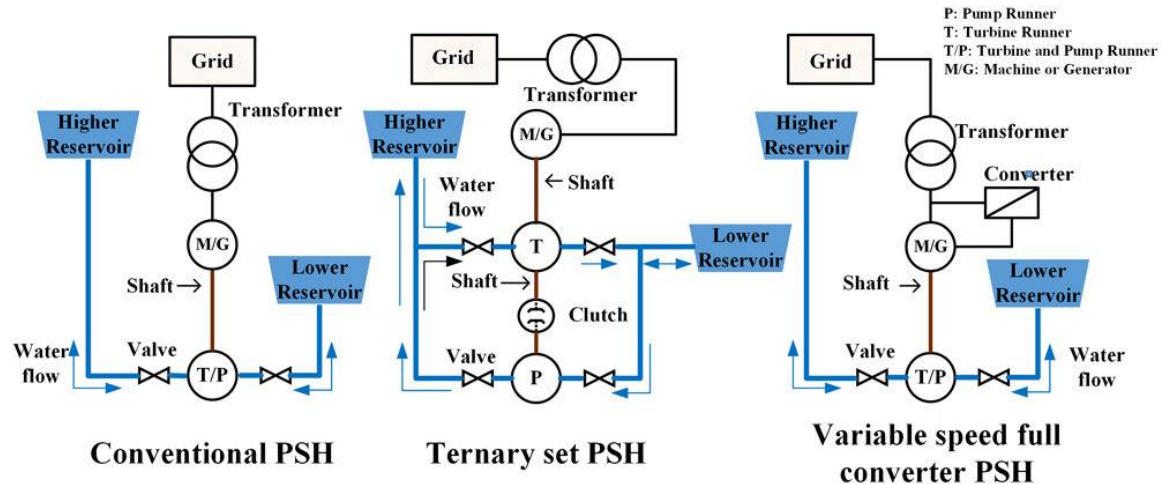 P: Pump Runner
T: Turbine Runner
T/P: Turbine and Pump Runner
M/G: Machine or Generator
Grid
Transformer
Higher
Reservoir
M/G
Shaft
Lower
Reservoir
Water
flow
Valve
T/P
Conventional PSH
Grid
Transformer
Higher
Reservoir
M/G
Shaft
Water
flow
T
Lower
Reservoir
Shaft
Clutch
Valve
P
Ternary set PSH
Grid
Higher
Reservoir
Transformer
Converter
M/G
Shaft
Lower
Reservoir
Valve
T/P
Water
flow
Variable speed full
converter PSH